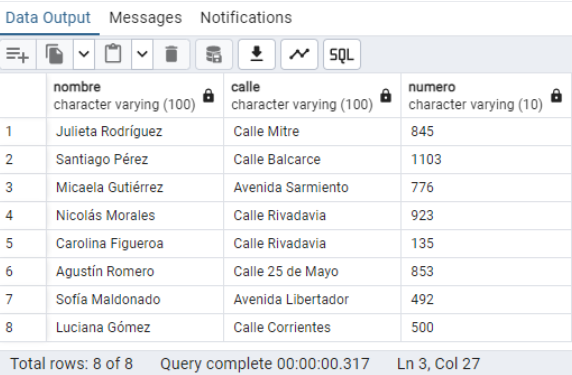 Data Output Messages Notifications
SQL
nombre calle numero
character varying (100) character varying (100) character varying (10)
1 Julieta Rodríguez Calle Mitre 845
2 Santiago Pérez Calle Balcarce 1103
3 Micaela Gutiérrez Avenida Sarmiento 776
4 Nicolás Morales Calle Rivadavia 923
5 Carolina Figueroa Calle Rivadavia 135
6 Agustín Romero Calle 25 de Mayo 853
7 Sofía Maldonado Avenida Libertador 492
8 Luciana Gómez Calle Corrientes 500
Total rows: 8 of 8 Query complete 00:00:00.317 Ln 3, Col 27